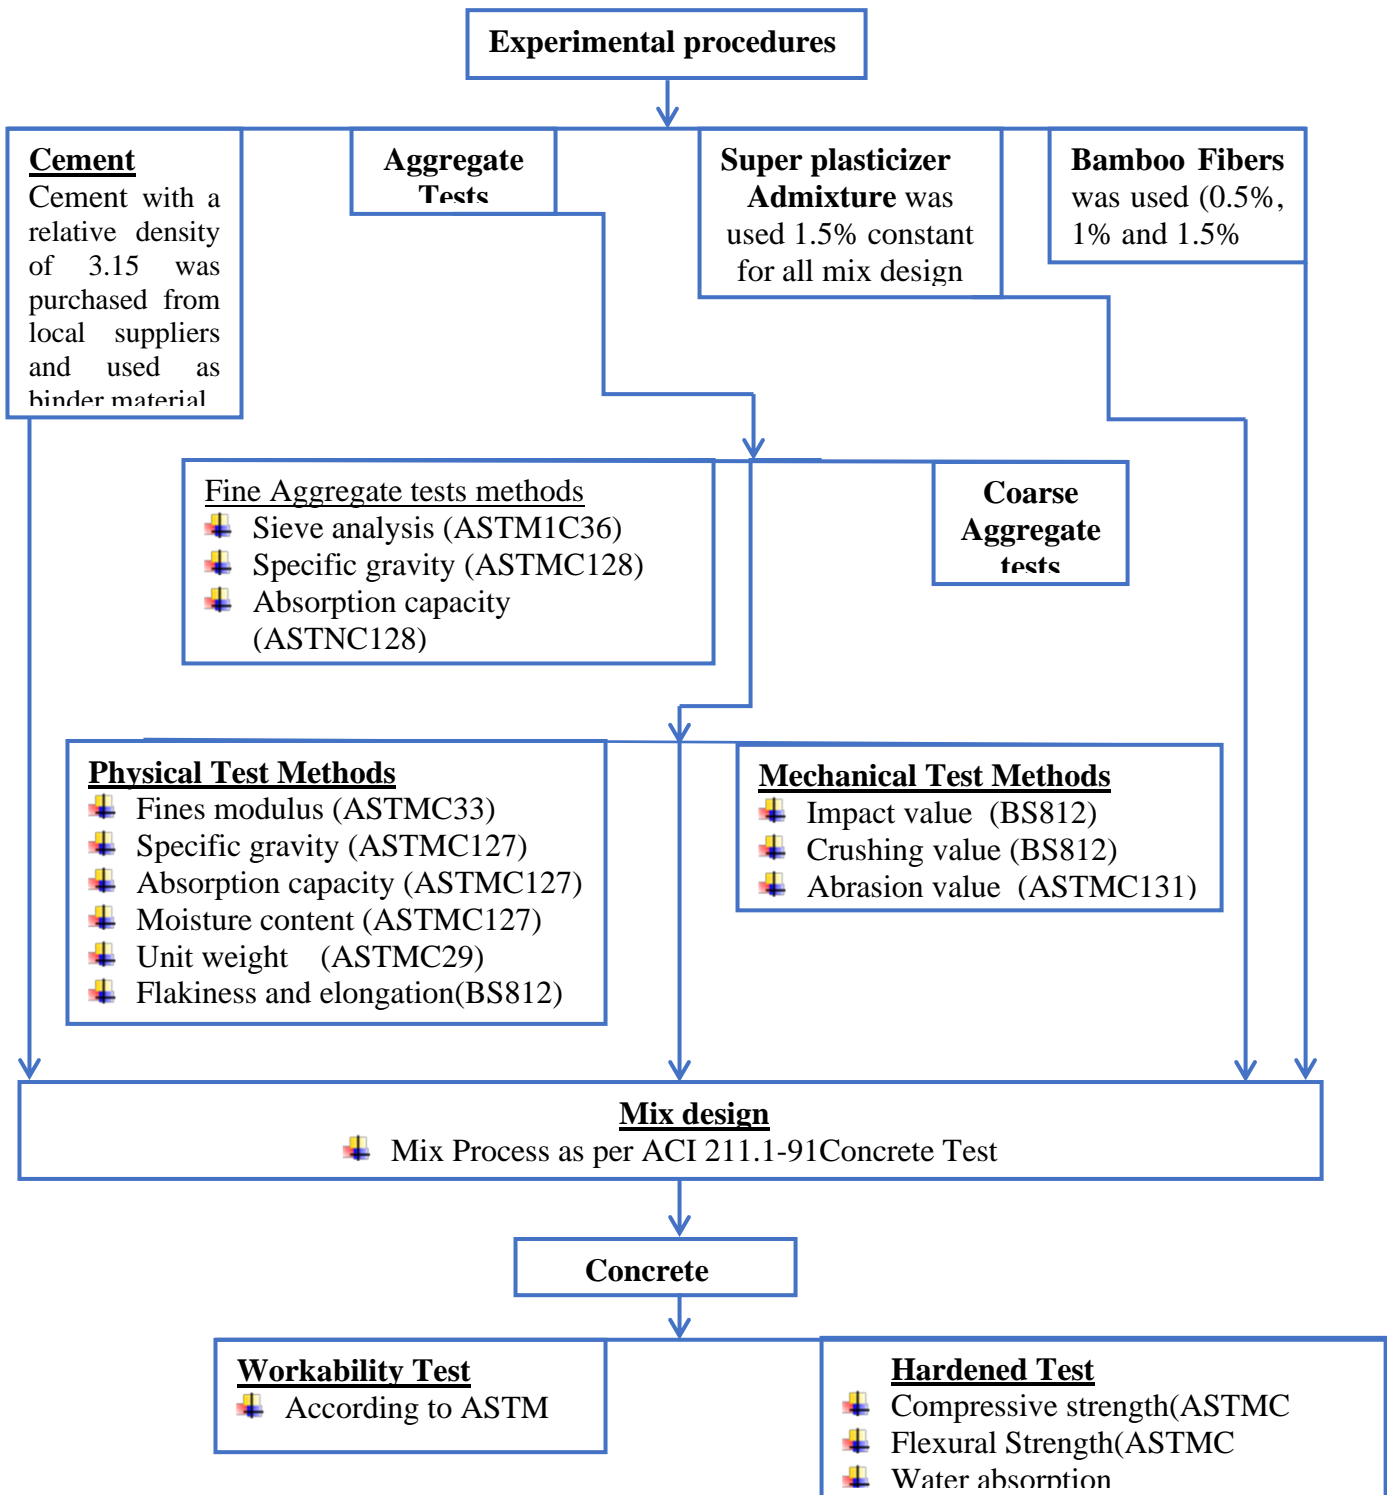 Experimental procedures
Cement
Cement with a
relative density
of 3.15 was
purchased from
local suppliers
and used as
binder material
Aggregate
Tests
Super plasticizer
Admixture was
used 1.5% constant
for all mix design
Bamboo Fibers
was used (0.5%,
1% and 1.5%
Fine Aggregate tests methods
Sieve analysis (ASTM1C36)
Specific gravity (ASTMC128)
Absorption capacity
(ASTNC128)
Coarse
Aggregate
tests
Physical Test Methods
Fines modulus (ASTMC33)
Specific gravity (ASTMC127)
Absorption capacity (ASTMC127)
Moisture content (ASTMC127)
Unit weight (ASTMC29)
Flakiness and elongation(BS812)
Mechanical Test Methods
Impact value (BS812)
Crushing value (BS812)
Abrasion value (ASTMC131)
Mix design
Mix Process as per ACI 211.1-91Concrete Test
Concrete
Workability Test
According to ASTM
Hardened Test
Compressive strength(ASTMC
Flexural Strength(ASTMC
Water absorption